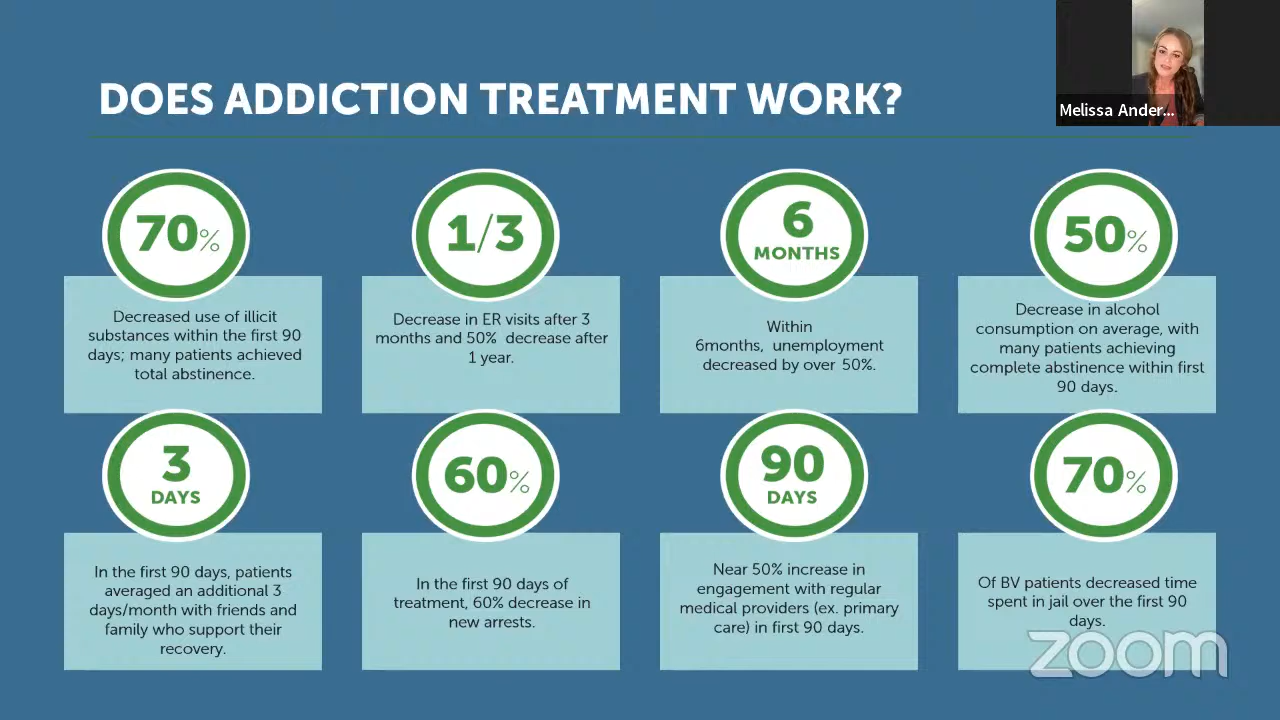 DOES ADDICTION TREATMENT WORK?
Melissa Ander...
70%
Decreased use of illicit
substances within the first 90
days; many patients achieved
total abstinence.
1/3
Decrease in ER visits after 3
months and 50% decrease after
1 year.
6
MONTHS
Within
6months, unemployment
decreased by over 50%.
50%
Decrease in alcohol
consumption on average, with
many patients achieving
complete abstinence within first
90 days.
3
DAYS
In the first 90 days, patients
averaged an additional 3
days/month with friends and
family who support their
recovery.
60%
In the first 90 days of
treatment, 60% decrease in
new arrests.
90
DAYS
Near 50% increase in
engagement with regular
medical providers (ex. primary
care) in first 90 days.
70%
Of BV patients decreased time
spent in jail over the first 90
days.
zoom